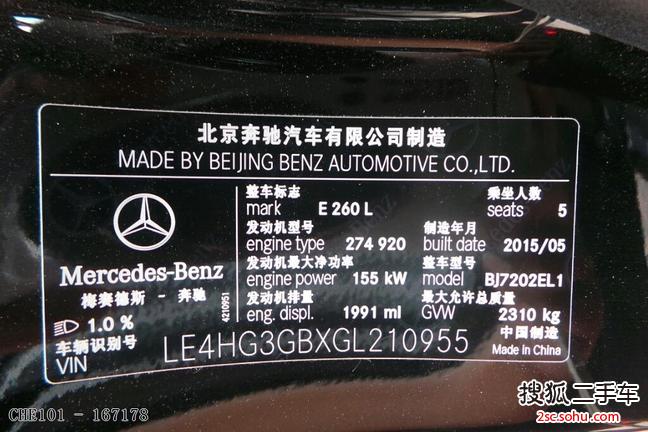 北京奔驰汽车有限公司制造
MADE BY BEIJING BENZ AUTOMOTIVE CO.,LTD.
Mercedes-Benz
梅赛德斯 - 奔驰
1.0 %
4210951
整车标志 乘坐人数
mark E 260 L seats 5
发动机型号 制造年月
engine type 274 920 built date 2015/05
发动机最大净功率 整车型号
engine power 155 kW model BJ7202EL1
发动机排量 最大允许总质量
eng. displ. 1991 ml GVW 2310 kg
车辆识别号 中国制造
VIN LE4HG3GBXGL210955 Made in China
CHE101 - 167178
搜狐二手车
2sc.sohu.com